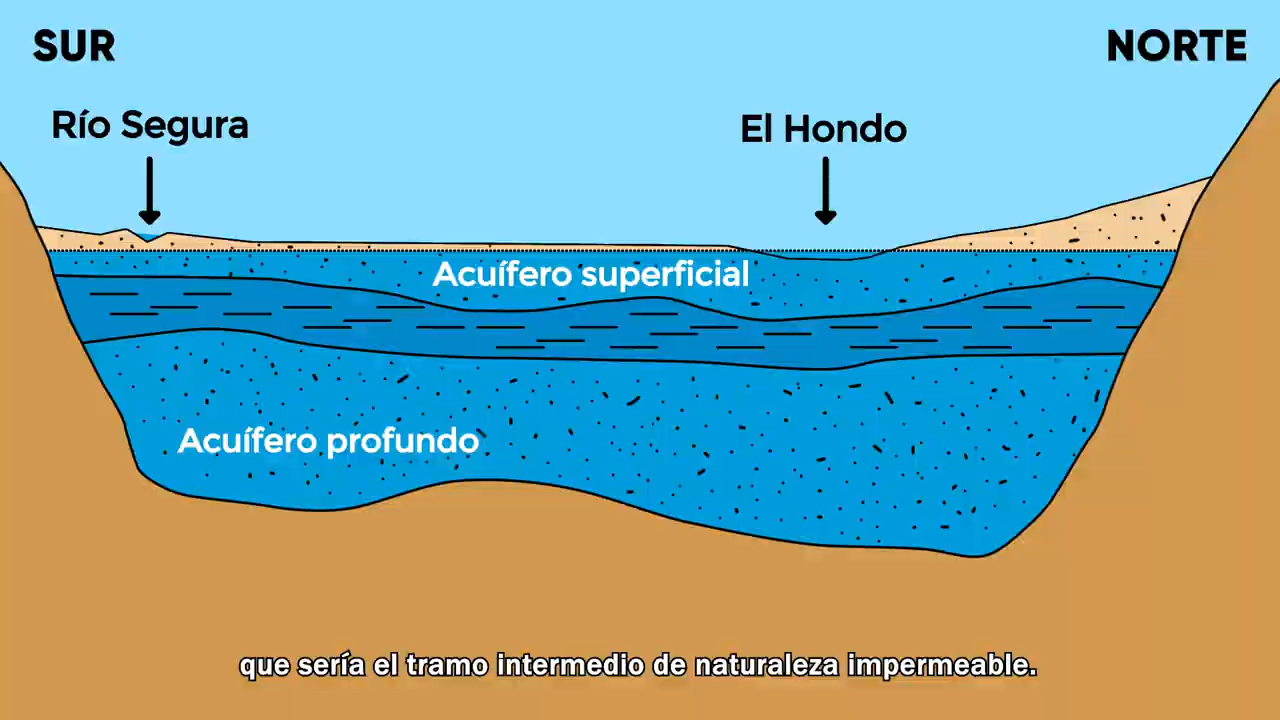 SUR
NORTE
Río Segura
El Hondo
Acuífero superficial
Acuífero profundo
que sería el tramo intermedio de naturaleza impermeable.